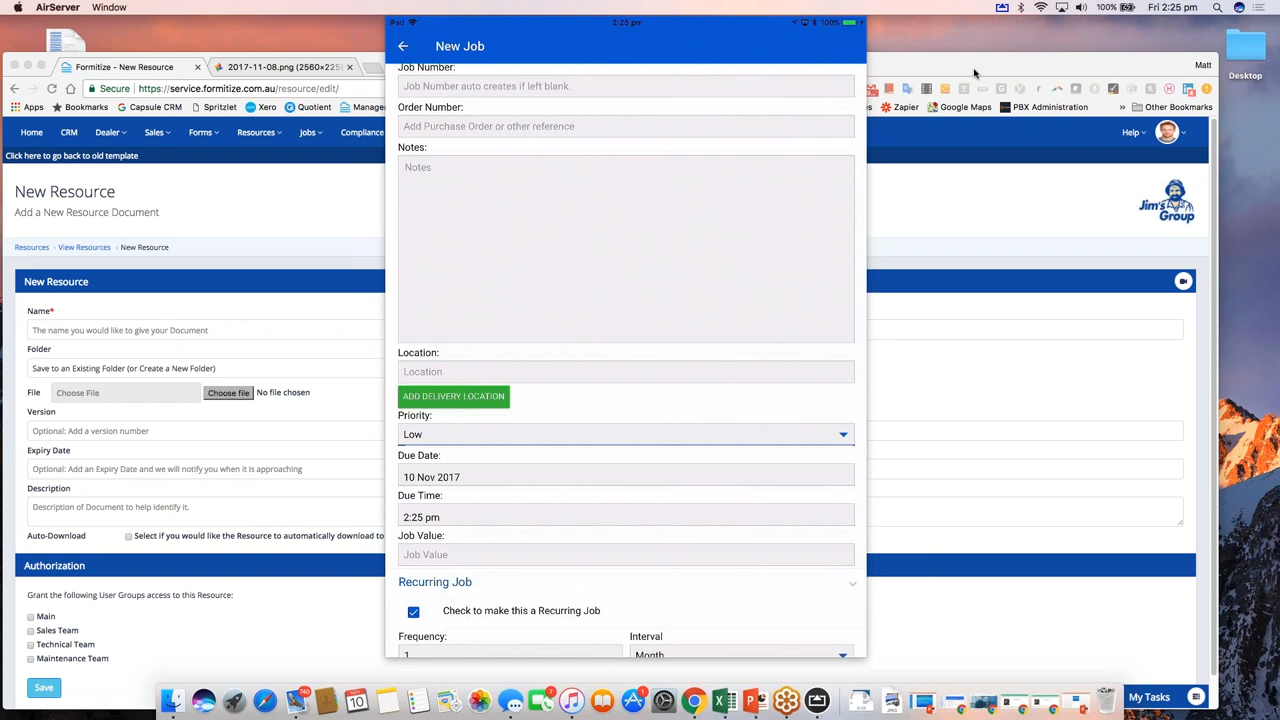 AirServer Window
100% Fri 2:25 pm
iPad 2:25 pm 100%
Formitize - New Resource
2017-11-08.png (2560×225
Matt
Secure https://service.formitize.com.au/resource/edit/
Apps Bookmarks Capsule CRM Spritzlet Xero Quotient Manage
Zapier Google Maps PBX Administration » Other Bookmarks
Home CRM Dealer Sales Forms Resources Jobs Compliance
Help
Click here to go back to old template
New Resource
Add a New Resource Document
Jim's Group
Resources View Resources New Resource
New Resource
Name*
The name you would like to give your Document
Folder
Save to an Existing Folder (or Create a New Folder)
File Choose File Choose file No file chosen
Version
Optional: Add a version number
Expiry Date
Optional: Add an Expiry Date and we will notify you when it is approaching
Description
Description of Document to help identify it.
Auto-Download Select if you would like the Resource to automatically download to
Authorization
Grant the following User Groups access to this Resource:
Main
Sales Team
Technical Team
Maintenance Team
Save
New Job
Job Number:
Job Number auto creates if left blank.
Order Number:
Add Purchase Order or other reference
Notes:
Notes
Location:
Location
ADD DELIVERY LOCATION
Priority:
Low
Due Date:
10 Nov 2017
Due Time:
2:25 pm
Job Value:
Job Value
Recurring Job
Check to make this a Recurring Job
Frequency: Interval
1 Month
Desktop
My Tasks
740
NOV
10
7
1